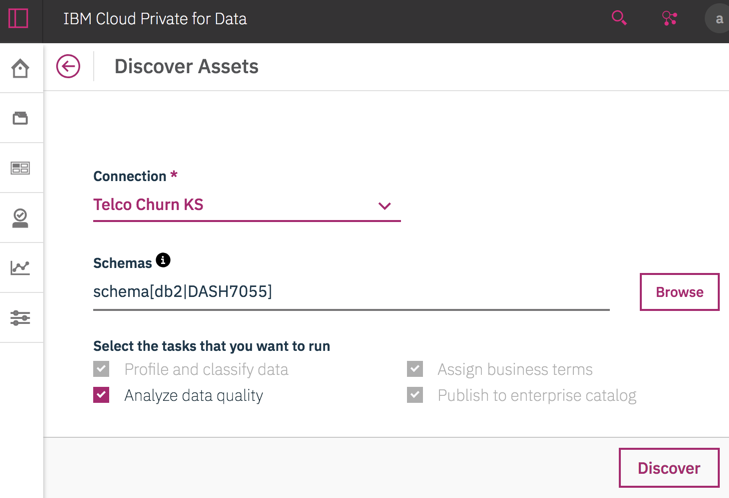 IBM Cloud Private for Data
a
Discover Assets
Connection *
Telco Churn KS
Schemas i
schema[db2|DASH7055]
Browse
Select the tasks that you want to run
Profile and classify data
Assign business terms
Analyze data quality
Publish to enterprise catalog
Discover